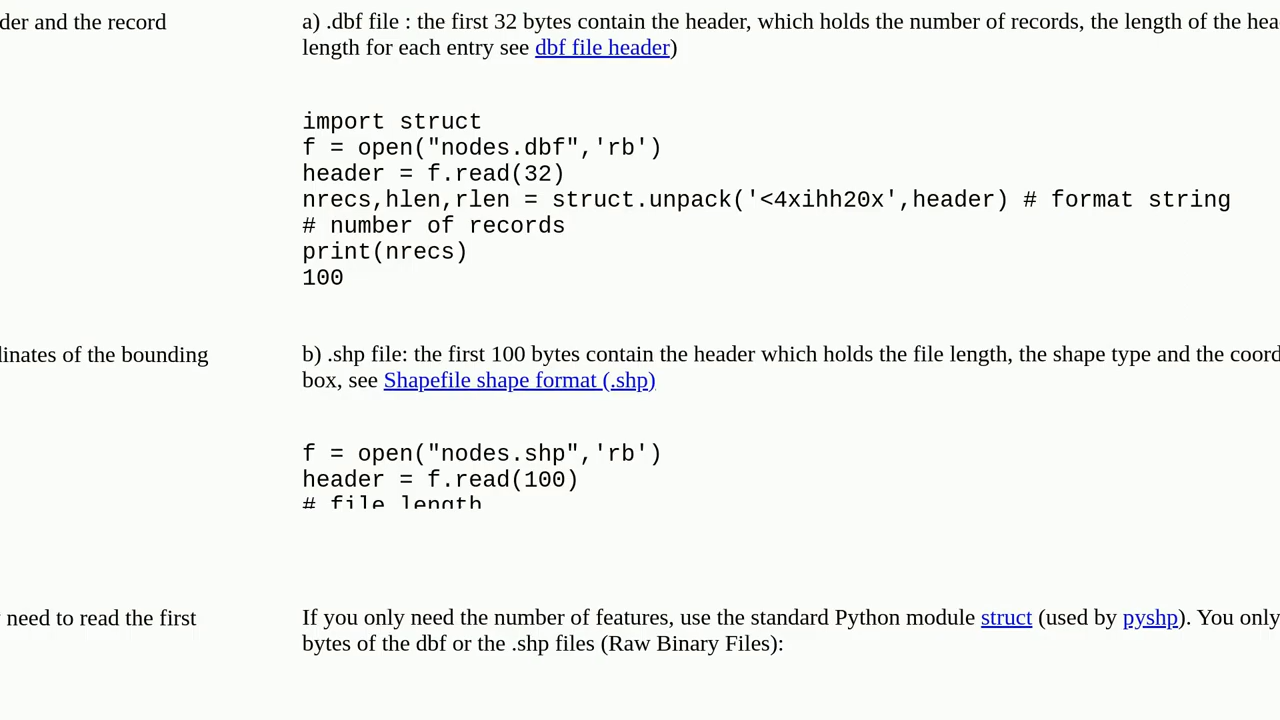 der and the record
a) .dbf file : the first 32 bytes contain the header, which holds the number of records, the length of the hea
length for each entry see dbf file header)
import struct
f = open("nodes.dbf",'rb')
header = f.read(32)
nrecs,hlen,rlen = struct.unpack('<4xihh20x',header) # format string
# number of records
print(nrecs)
100
linates of the bounding
b) .shp file: the first 100 bytes contain the header which holds the file length, the shape type and the coord
box, see Shapefile shape format (.shp)
f = open("nodes.shp",'rb')
header = f.read(100)
# file length
need to read the first
If you only need the number of features, use the standard Python module struct (used by pyshp). You only
bytes of the dbf or the .shp files (Raw Binary Files):